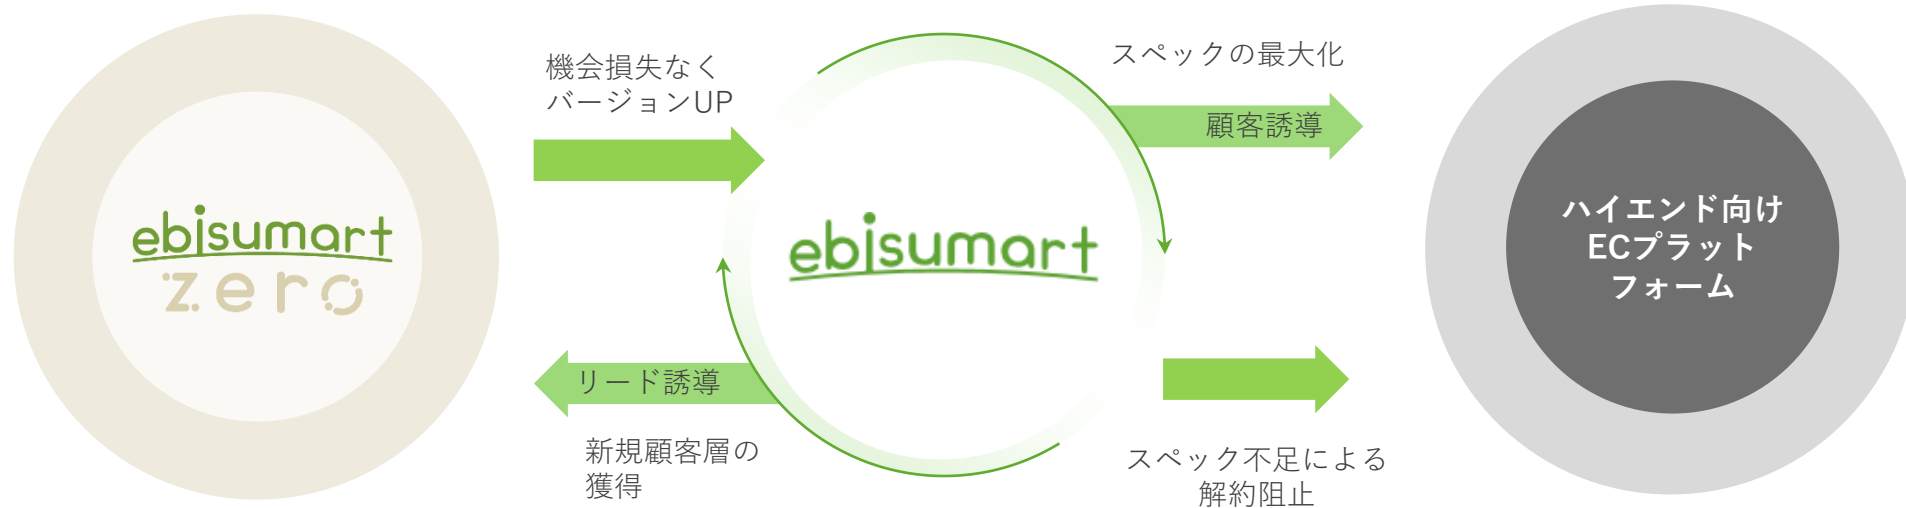 ebisumart
zero
機会損失なく
バージョンUP
リード誘導
新規顧客層の
獲得
ebisumart
スペックの最大化
顧客誘導
スペック不足による
解約阻止
ハイエンド向け
ECプラット
フォーム